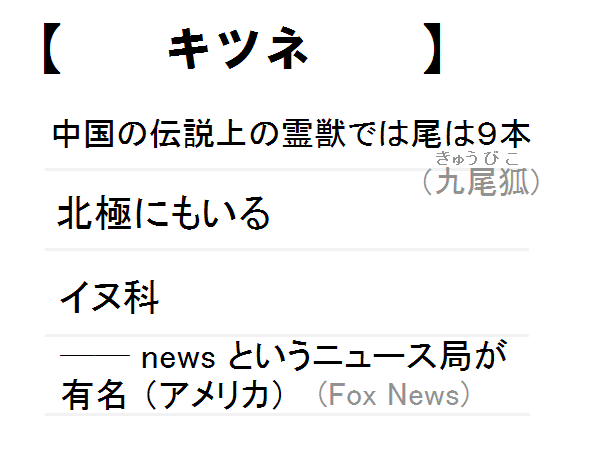 【　キツネ　】
中国の伝説上の霊獣では尾は９本
きゅうびこ
（九尾狐）
北極にもいる
イヌ科
─── news というニュース局が
有名（アメリカ）（Fox News）